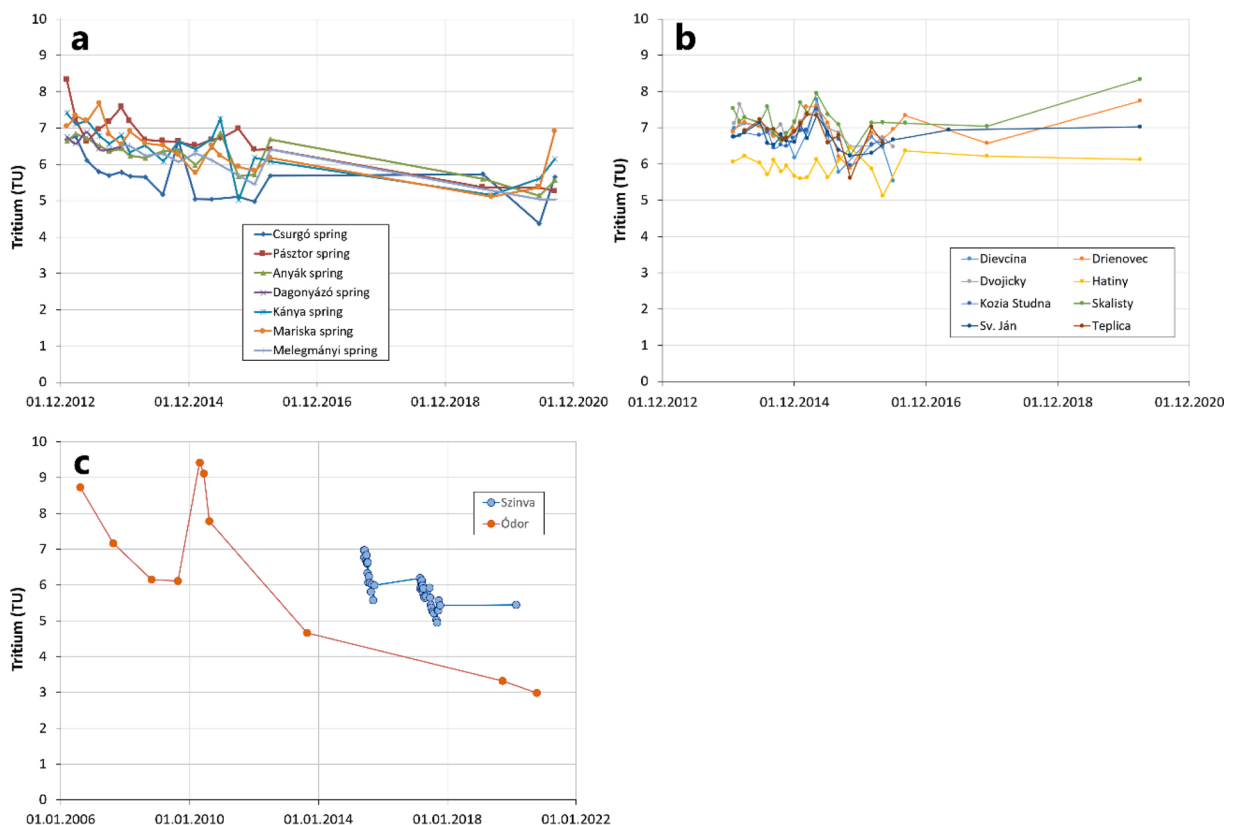 a
10
9
8
7
6
5
4
3
2
1
0
Tritium (TU)
Csurgó spring
Pásztor spring
Anyák spring
Dagonyázó spring
Kánya spring
Mariska spring
Melegmányi spring
01.12.2012 01.12.2014 01.12.2016 01.12.2018 01.12.2020
b
10
9
8
7
6
5
4
3
2
1
0
Tritium (TU)
Dievcina Drienovec
Dvojicky Hatiny
Kozia Studna Skalisty
Sv. Ján Teplica
01.12.2012 01.12.2014 01.12.2016 01.12.2018 01.12.2020
c
10
9
8
7
6
5
4
3
2
1
0
Tritium (TU)
Szinva
Ódor
01.01.2006 01.01.2010 01.01.2014 01.01.2018 01.01.2022